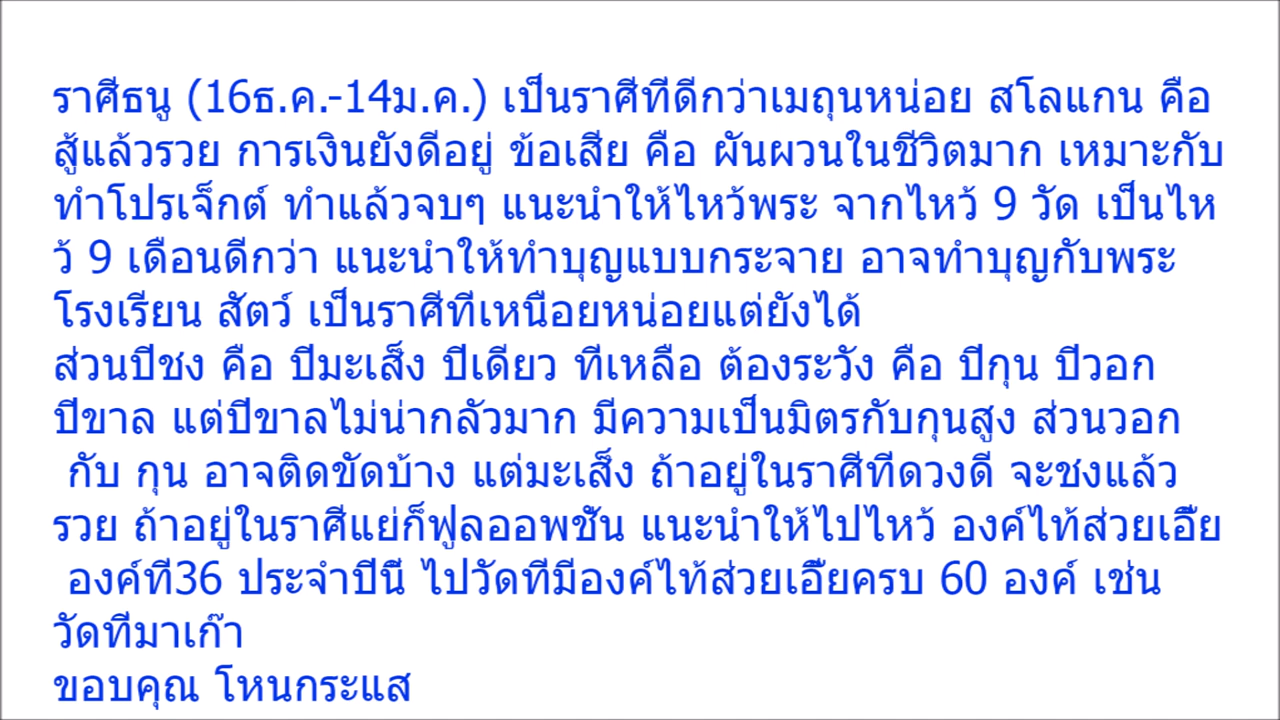 ราศีธนู (16ธ.ค.-14ม.ค.) เป็นราศีที่ดีกว่าเมถุนหน่อย สโลแกน คือ
สู้แล้วรวย การเงินยังดีอยู่ ข้อเสีย คือ ผันผวนในชีวิตมาก เหมาะกับ
ทำโปรเจ็กต์ ทำแล้วจบๆ แนะนำให้ไหว้พระ จากไหว้ 9 วัด เป็นไห
ว้ 9 เดือนดีกว่า แนะนำให้ทำบุญแบบกระจาย อาจทำบุญกับพระ
โรงเรียน สัตว์ เป็นราศีที่เหนื่อยหน่อยแต่ยังได้
ส่วนปีชง คือ ปีมะเส็ง ปีเดียว ที่เหลือ ต้องระวัง คือ ปีกุน ปีวอก
ปีขาล แต่ปีขาลไม่น่ากลัวมาก มีความเป็นมิตรกับกุนสูง ส่วนวอก
กับ กุน อาจติดขัดบ้าง แต่มะเส็ง ถ้าอยู่ในราศีที่ดวงดี จะชงแล้ว
รวย ถ้าอยู่ในราศีแย่ก็ฟูลออพชั่น แนะนำให้ไปไหว้ องค์ไท้ส่วยเอี๊ย
องค์ที่36 ประจำปีนี้ ไปวัดที่มีองค์ไท้ส่วยเอี๊ยครบ 60 องค์ เช่น
วัดที่มาเก๊า
ขอบคุณ โหนกระแส